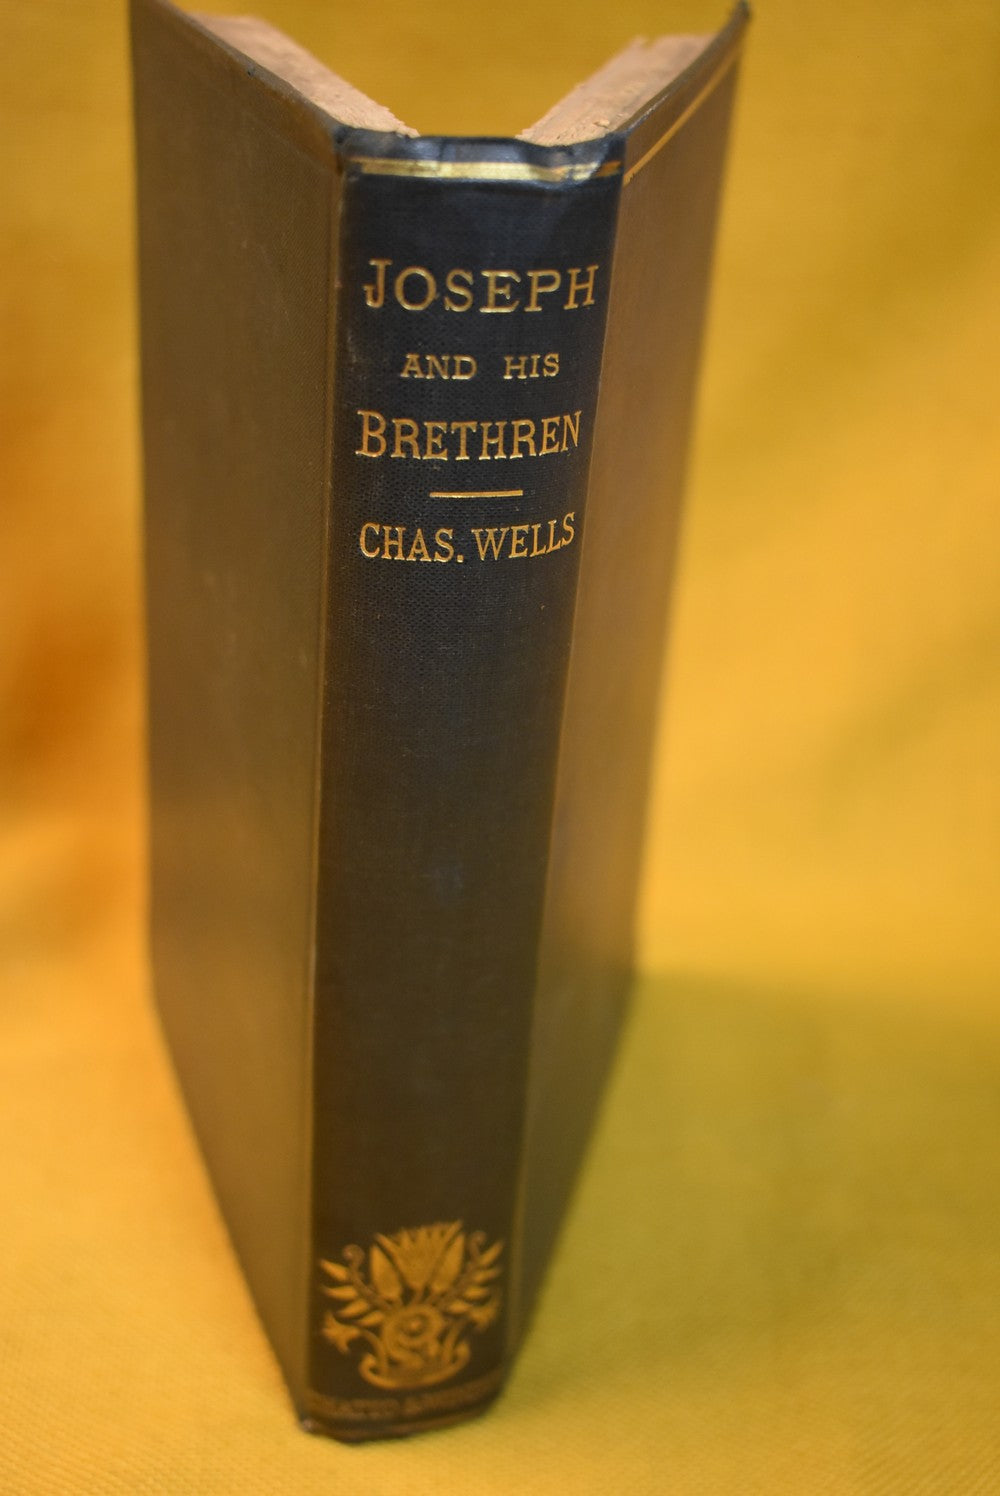 JOSEPH
AND HIS
BRETHREN
CHAS. WELLS